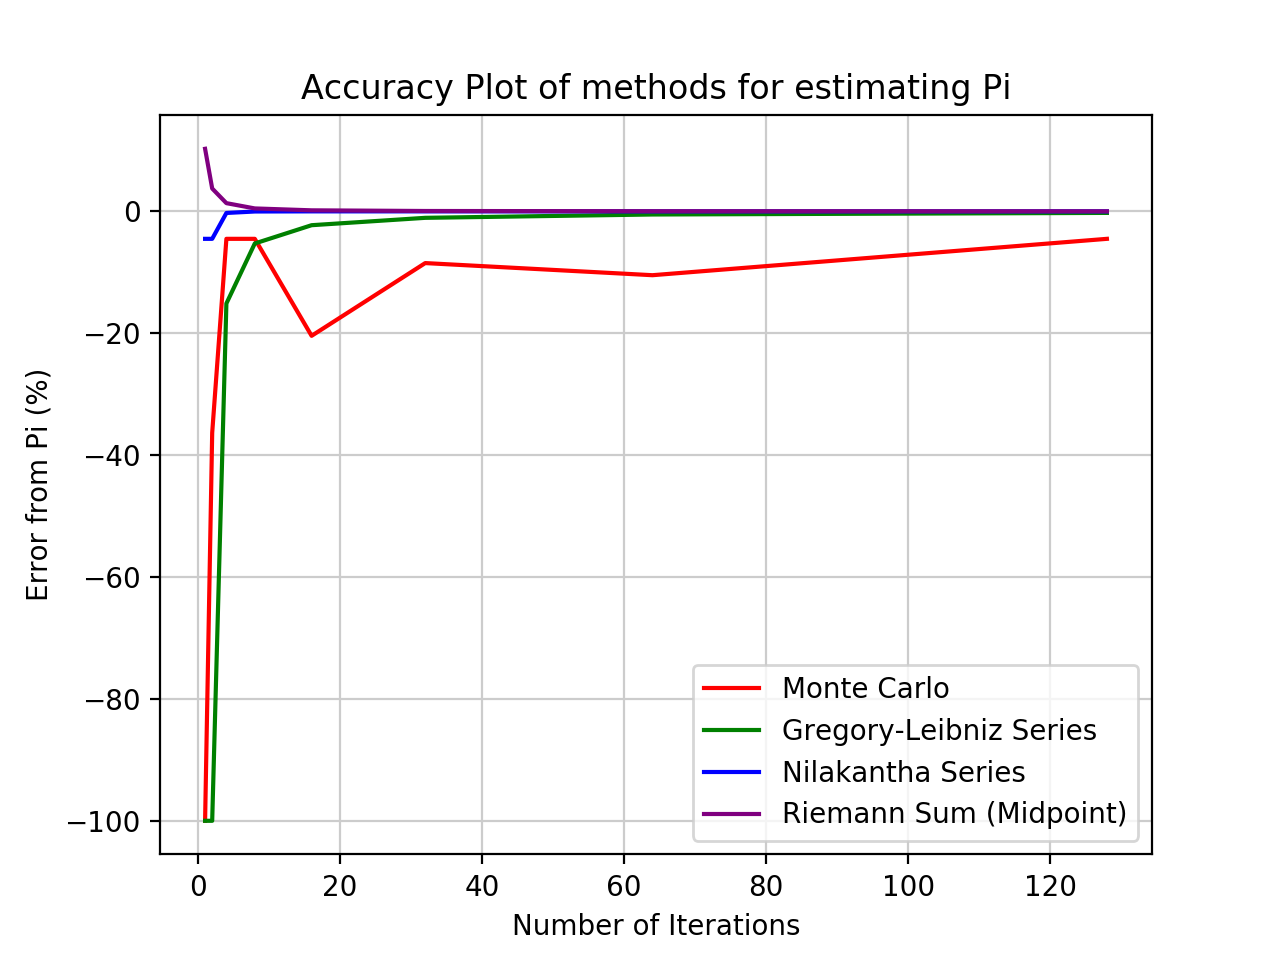 Accuracy Plot of methods for estimating Pi
0
−20
−40
−60
−80
−100
Error from Pi (%)
Monte Carlo
Gregory-Leibniz Series
Nilakantha Series
Riemann Sum (Midpoint)
0 20 40 60 80 100 120
Number of Iterations